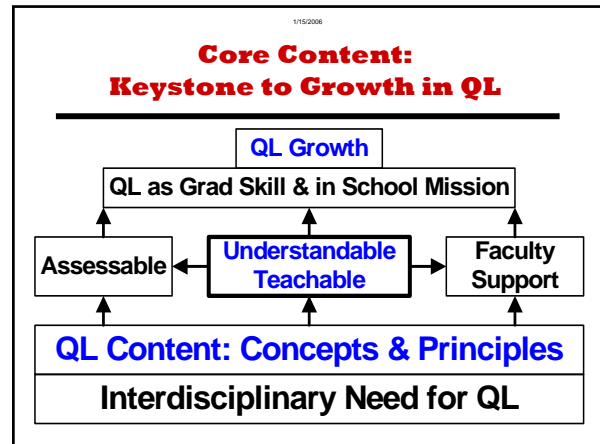 1/15/2006
Core Content:
Keystone to Growth in QL
QL Growth
QL as Grad Skill & in School Mission
Assessable
Understandable
Teachable
Faculty
Support
QL Content: Concepts & Principles
Interdisciplinary Need for QL